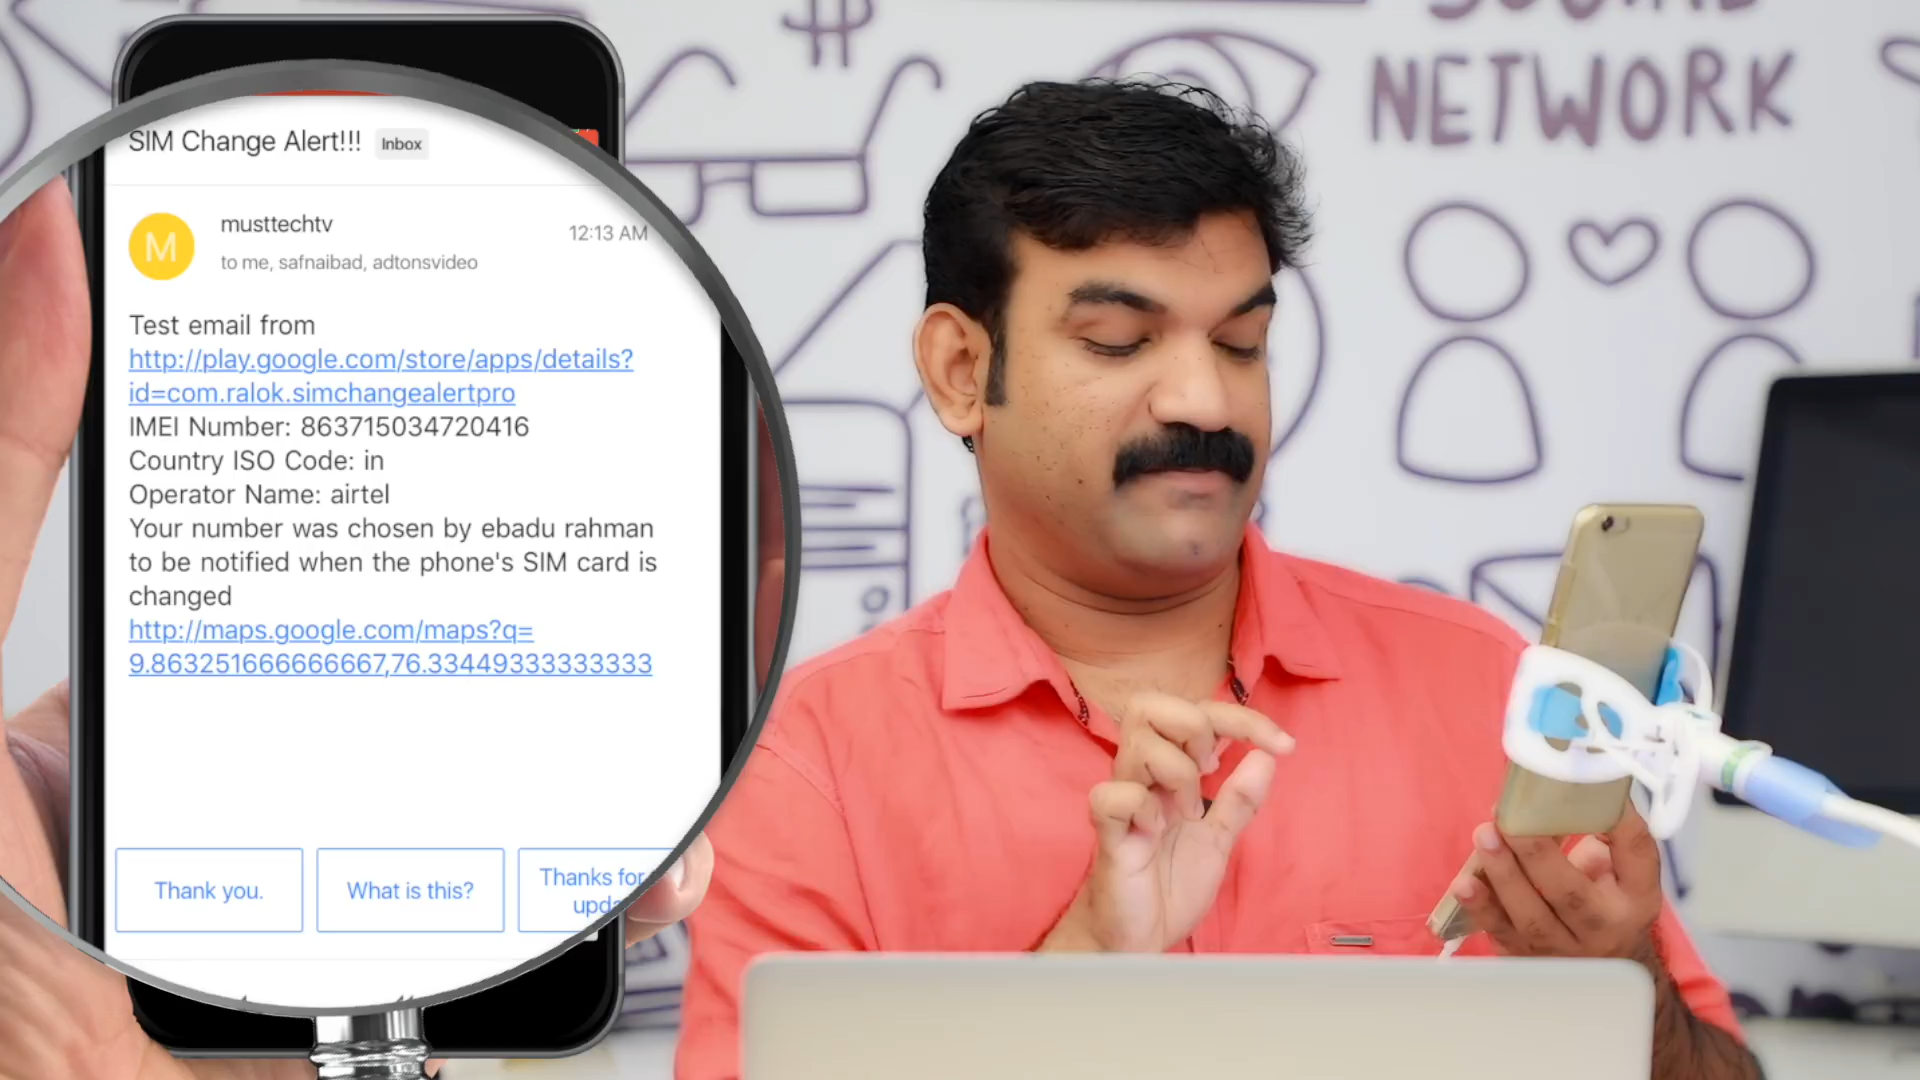 SIM Change Alert!!! Inbox
M
musttechtv
12:13 AM
to me, safnaibad, adtonsvideo
Test email from
http://play.google.com/store/apps/details?
id=com.ralok.simchangealertpro
IMEI Number: 863715034720416
Country ISO Code: in
Operator Name: airtel
Your number was chosen by ebadu rahman
to be notified when the phone's SIM card is
changed
http://maps.google.com/maps?q=
9.863251666666667,76.33449333333333
Thank you.
What is this?
Thanks for
SOCIAL
NETWORK
$